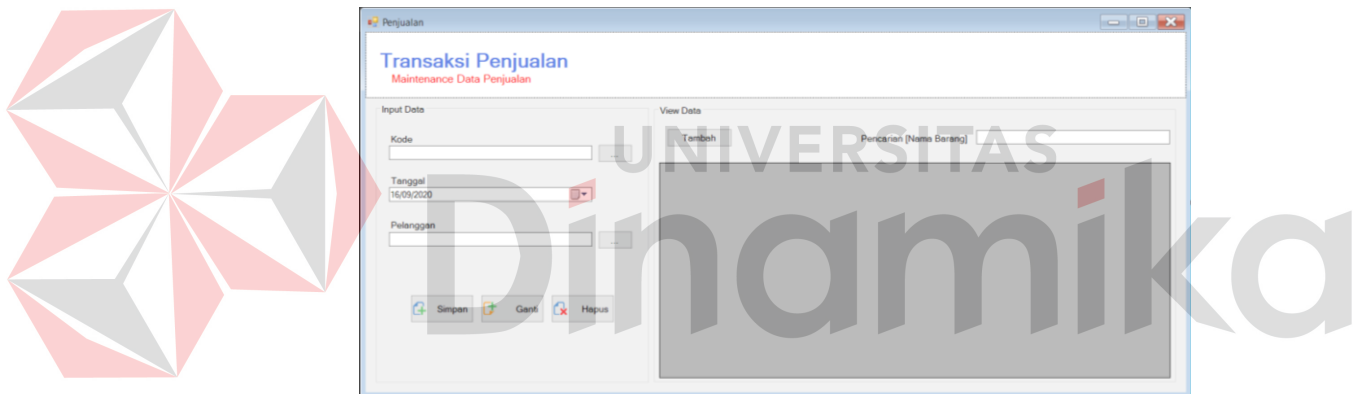 Penjualan
Transaksi Penjualan
Maintenance Data Penjualan
Input Data
Kode
...
Tanggal
16/09/2020
Pelanggan
...
Simpan Ganti Hapus
View Data
Tambah Pencarian [Nama Barang]
UNIVERSITAS
Dinamika